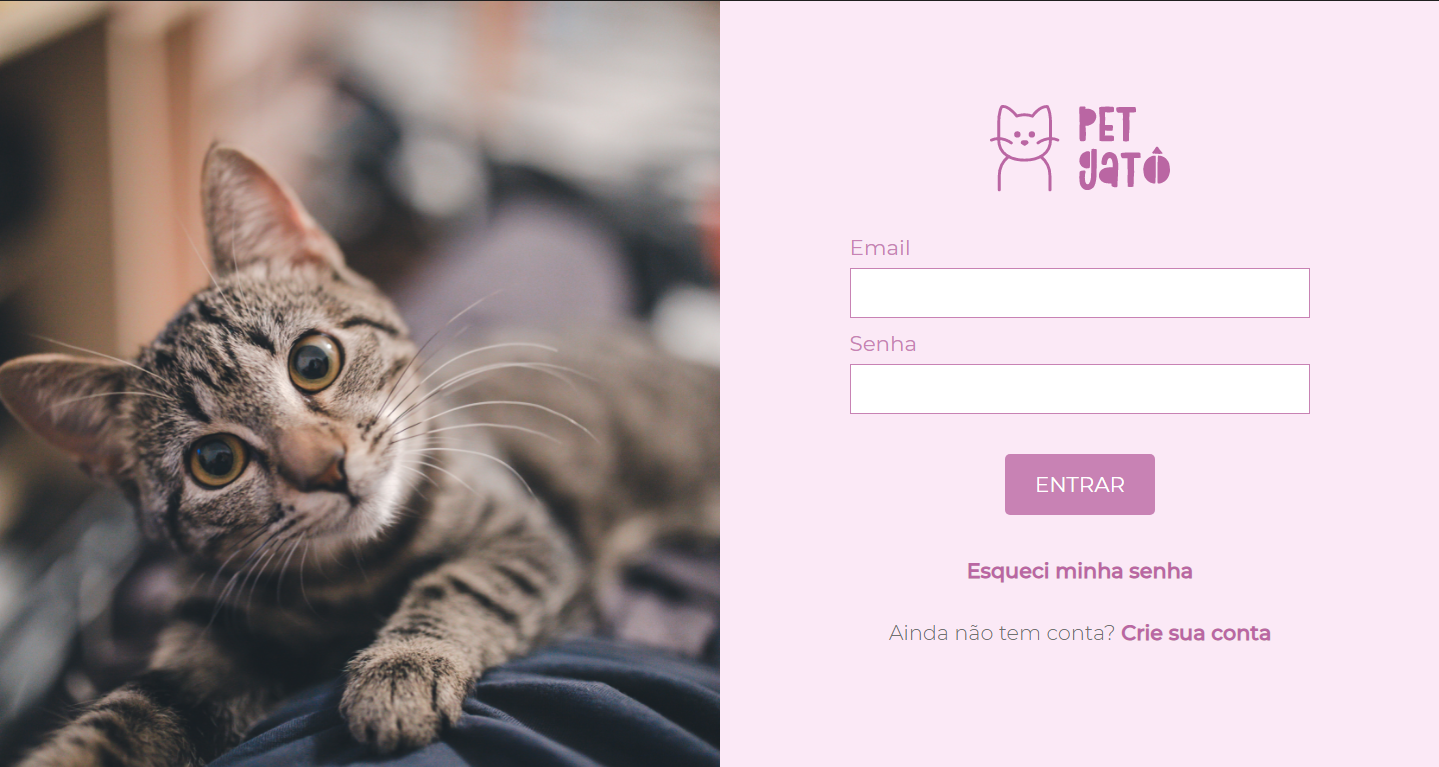 PET
gatô
Email
Senha
ENTRAR
Esqueci minha senha
Ainda não tem conta? Crie sua conta